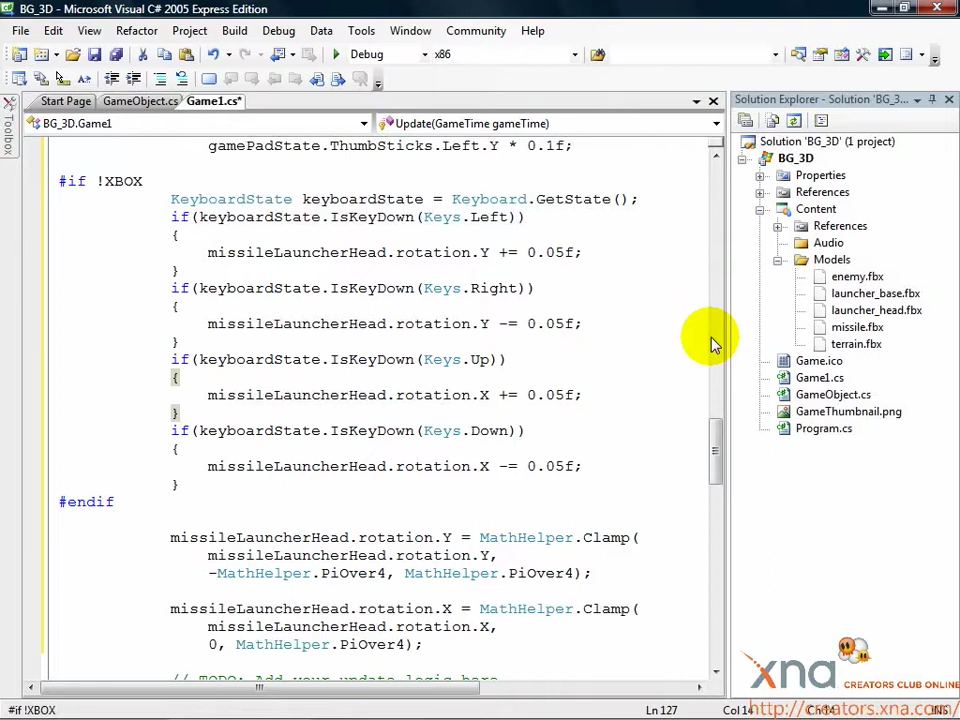 BG_3D - Microsoft Visual C# 2005 Express Edition
File Edit View Refactor Project Build Debug Data Tools Window Community Help
Debug x86
Start Page GameObject.cs Game1.cs*
BG_3D.Game1 Update(GameTime gameTime)
gamePadState.ThumbSticks.Left.Y * 0.1f;
#if !XBOX
KeyboardState keyboardState = Keyboard.GetState();
if(keyboardState.IsKeyDown(Keys.Left))
{
missileLauncherHead.rotation.Y += 0.05f;
}
if(keyboardState.IsKeyDown(Keys.Right))
{
missileLauncherHead.rotation.Y -= 0.05f;
}
if(keyboardState.IsKeyDown(Keys.Up))
{
missileLauncherHead.rotation.X += 0.05f;
}
if(keyboardState.IsKeyDown(Keys.Down))
{
missileLauncherHead.rotation.X -= 0.05f;
}
#endif
missileLauncherHead.rotation.Y = MathHelper.Clamp(
missileLauncherHead.rotation.Y,
-MathHelper.PiOver4, MathHelper.PiOver4);
missileLauncherHead.rotation.X = MathHelper.Clamp(
missileLauncherHead.rotation.X,
0, MathHelper.PiOver4);
// TODO: Add your update logic here
Toolbox
Solution Explorer - Solution 'BG_3...
Solution 'BG_3D' (1 project)
BG_3D
Properties
References
Content
References
Audio
Models
enemy.fbx
launcher_base.fbx
launcher_head.fbx
missile.fbx
terrain.fbx
Game.ico
Game1.cs
GameObject.cs
GameThumbnail.png
Program.cs
xna CREATORS CLUB ONLINE
http://creators.xna.com/
#if !XBOX Ln 127 Col 14 INS